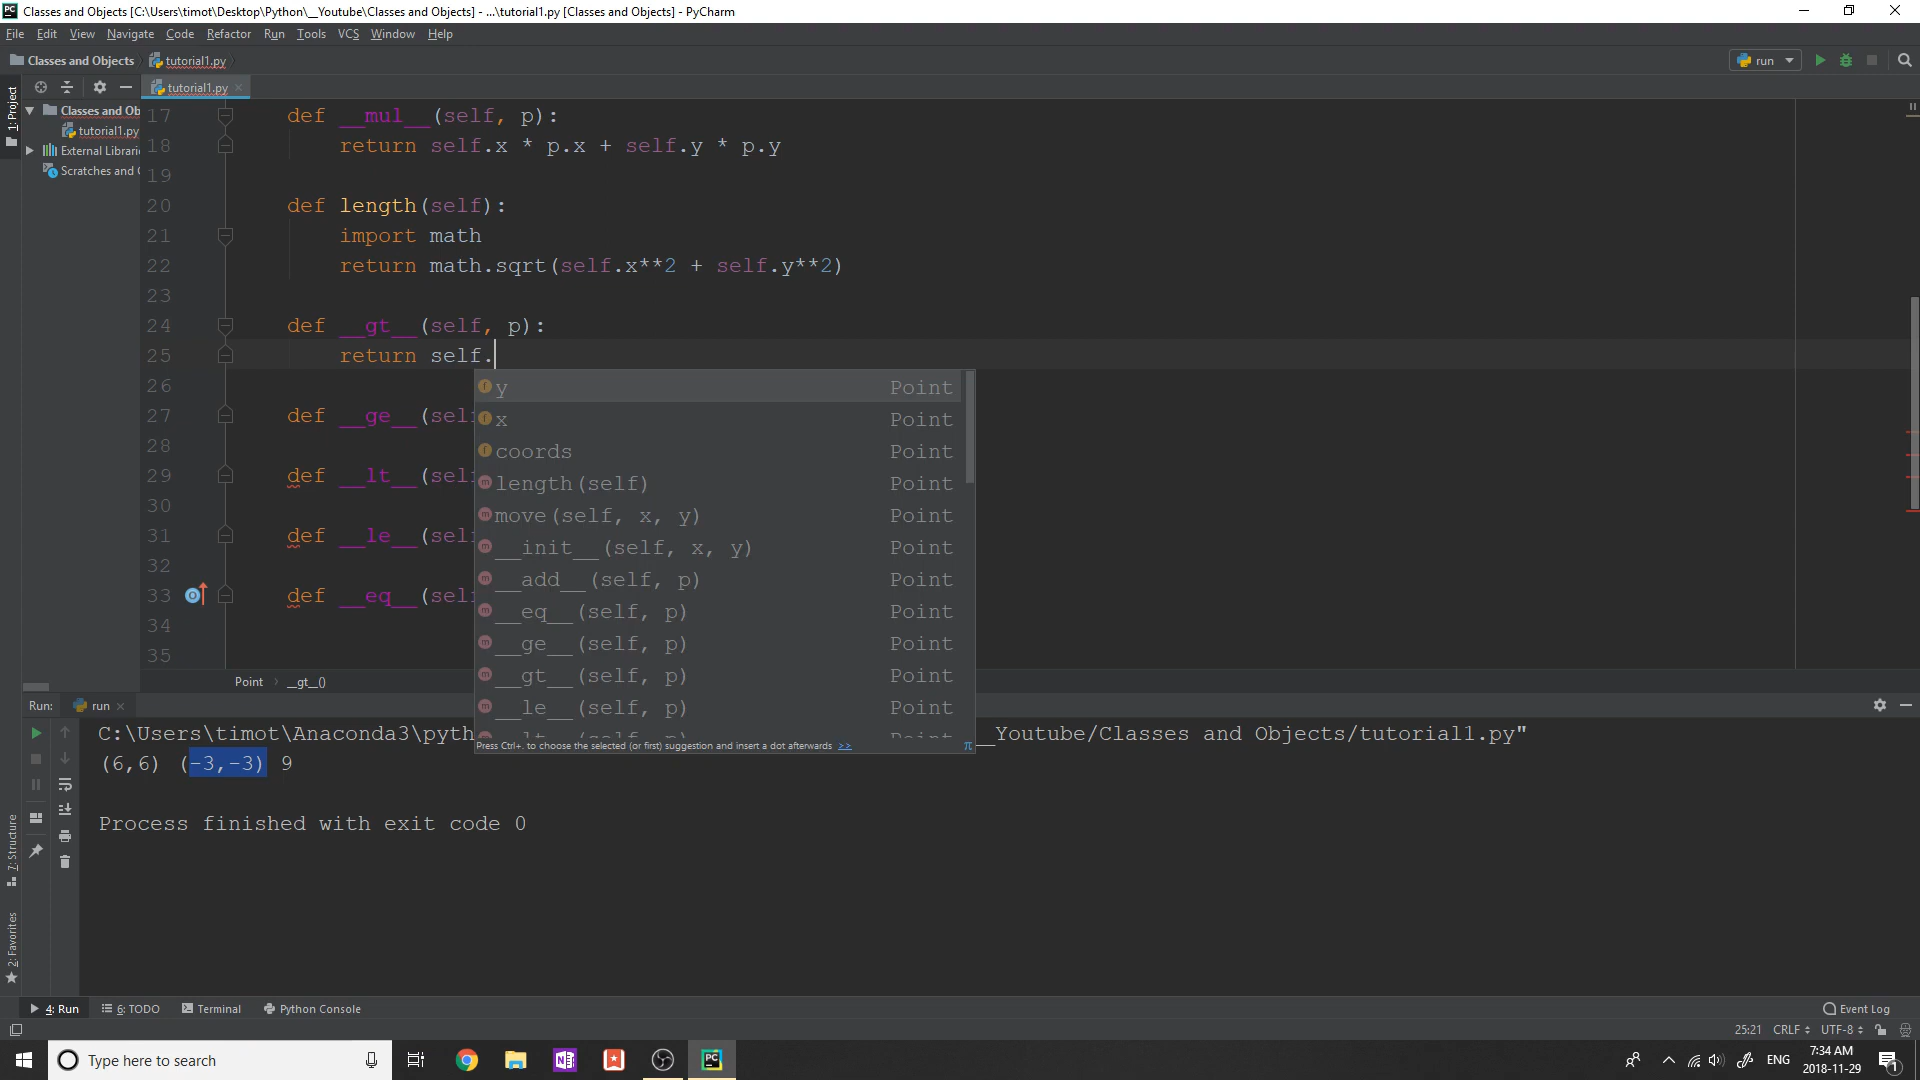 Classes and Objects [C:\Users\timot\Desktop\Python\__Youtube\Classes and Objects] - ...\tutorial1.py [Classes and Objects] - PyCharm
File Edit View Navigate Code Refactor Run Tools VCS Window Help
Classes and Objects tutorial1.py run
1: Project
tutorial1.py
Classes and Ob
tutorial1.py
External Librarie
Scratches and
17 def __mul__(self, p):
18 return self.x * p.x + self.y * p.y
19
20 def length(self):
21 import math
22 return math.sqrt(self.x**2 + self.y**2)
23
24 def __gt__(self, p):
25 return self.
26
27 def __ge__(sel
28
29 def __lt__(sel
30
31 def __le__(sel
32
33 def __eq__(sel
34
35
y Point
x Point
coords Point
length(self) Point
move(self, x, y) Point
__init__(self, x, y) Point
__add__(self, p) Point
__eq__(self, p) Point
__ge__(self, p) Point
__gt__(self, p) Point
__le__(self, p) Point
Press Ctrl+. to choose the selected (or first) suggestion and insert a dot afterwards >> π
Point __gt__()
Run: run
C:\Users\timot\Anaconda3\pyth __Youtube/Classes and Objects/tutorial1.py"
(6,6) (-3,-3) 9
Process finished with exit code 0
7: Structure
2: Favorites
4: Run 6: TODO Terminal Python Console Event Log
25:21 CRLF UTF-8
Type here to search
ENG
7:34 AM
2018-11-29
1